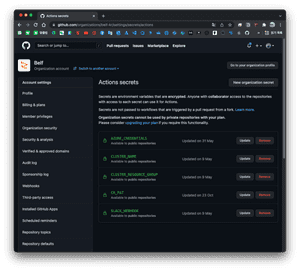 Actions secrets
github.com/organizations/belf-tr/settings/secrets/actions
Search or jump to...
Pull requests Issues Marketplace Explore
Belf
Organization account
Switch to another account
Go to your organization profile
Account settings
Profile
Billing & plans
Member privileges
Organization security
Security & analysis
Verified & approved domains
Audit log
Sponsorship log
Webhooks
Third-party access
Installed GitHub Apps
Scheduled reminders
Repository topics
Repository defaults
Actions secrets
New organization secret
Secrets are environment variables that are encrypted. Anyone with collaborator access to the repositories
with access to each secret can use it for Actions.
Secrets are not passed to workflows that are triggered by a pull request from a fork. Learn more.
Organization secrets cannot be used by private repositories with your plan.
Please consider upgrading your plan if you require this functionality.
AZURE_CREDENTIALS
Available to public repositories
Updated on 31 May
Update
Remove
CLUSTER_NAME
Available to public repositories
Updated on 9 May
Update
Remove
CLUSTER_RESOURCE_GROUP
Available to public repositories
Updated on 9 May
Update
Remove
CR_PAT
Available to public repositories
Updated on 23 Oct
Update
Remove
SLACK_WEBHOOK
Available to public repositories
Updated on 9 May
Update
Remove